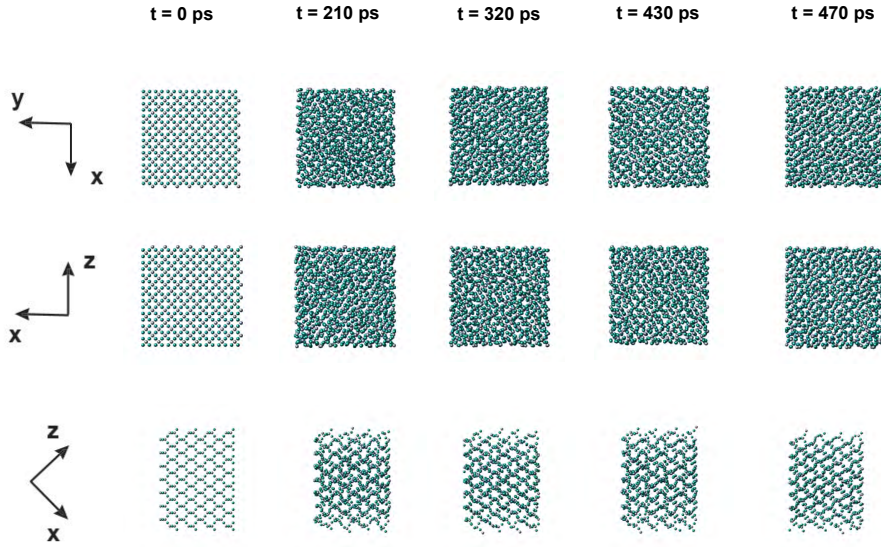 t = 0 ps t = 210 ps t = 320 ps t = 430 ps t = 470 ps
y
x
z
x
z
x